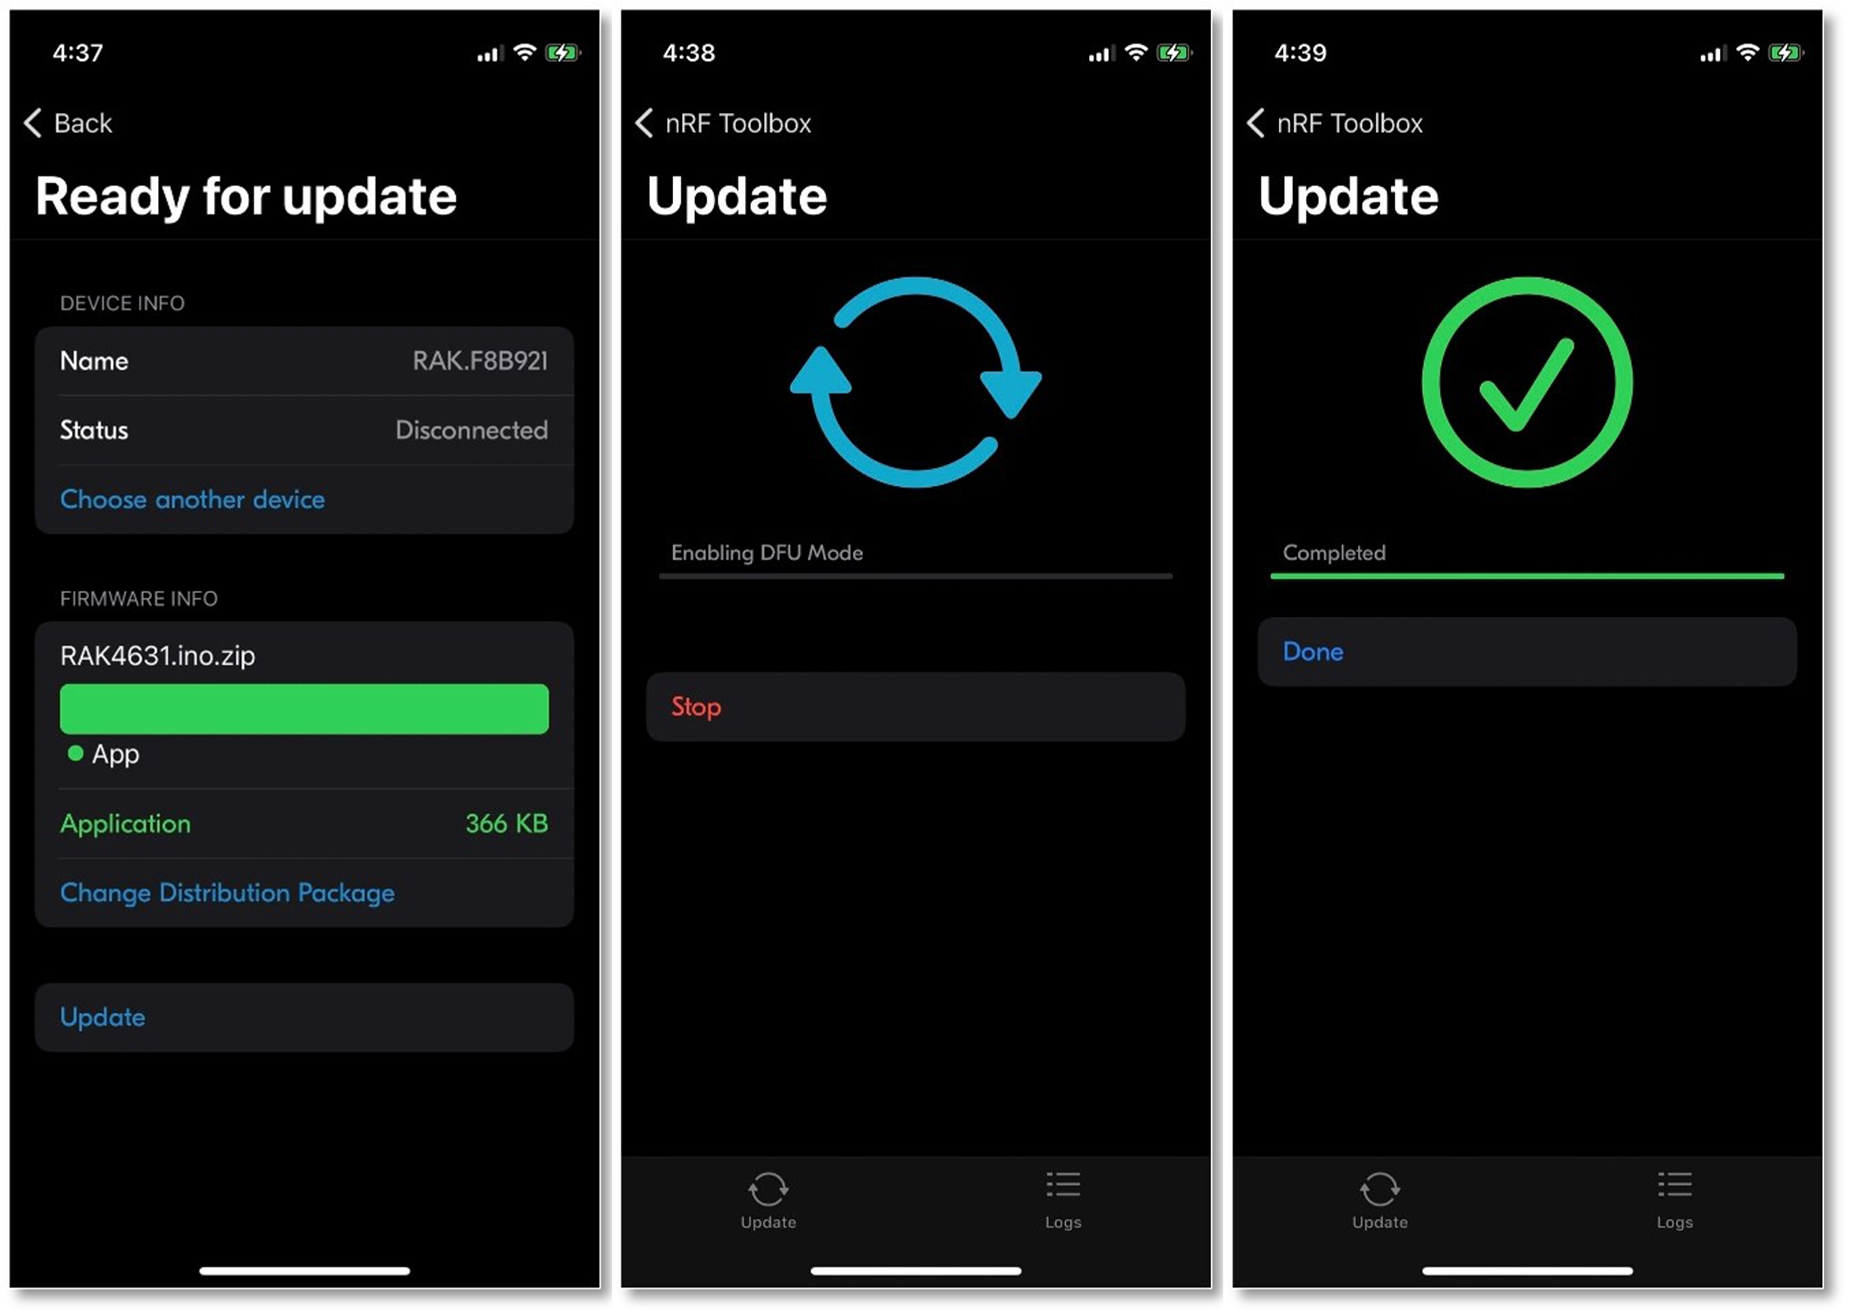 4:37
Back
Ready for update
DEVICE INFO
Name RAK.F8B921
Status Disconnected
Choose another device
FIRMWARE INFO
RAK4631.ino.zip
App
Application 366 KB
Change Distribution Package
Update
4:38
nRF Toolbox
Update
Enabling DFU Mode
Stop
Update Logs
4:39
nRF Toolbox
Update
Completed
Done
Update Logs